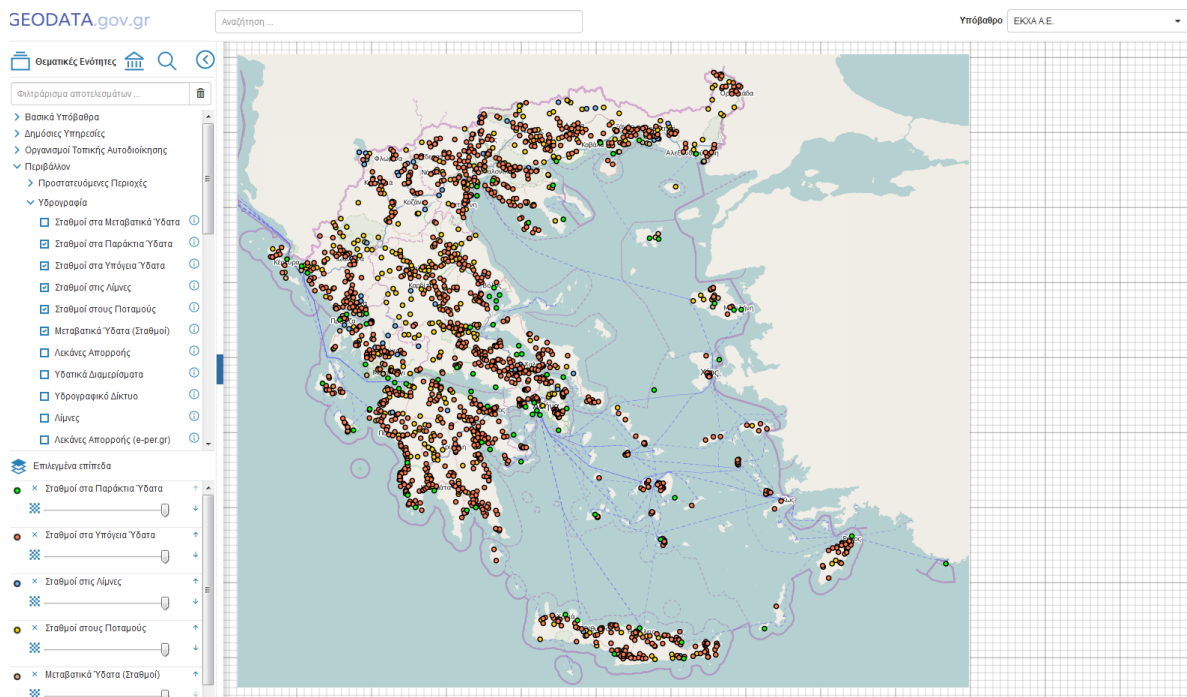 GEODATA.gov.gr
Αναζήτηση ...
Υπόβαθρο
ΕΚΧΑ Α.Ε.
Θεματικές Ενότητες
Φιλτράρισμα αποτελεσμάτων ...
Βασικά Υπόβαθρα
Δημόσιες Υπηρεσίες
Οργανισμοί Τοπικής Αυτοδιοίκησης
Περιβάλλον
Προστατευόμενες Περιοχές
Υδρογραφία
Σταθμοί στα Μεταβατικά Ύδατα
Σταθμοί στα Παράκτια Ύδατα
Σταθμοί στα Υπόγεια Ύδατα
Σταθμοί στις Λίμνες
Σταθμοί στους Ποταμούς
Μεταβατικά Ύδατα (Σταθμοί)
Λεκάνες Απορροής
Υδατικά Διαμερίσματα
Υδρογραφικό Δίκτυο
Λίμνες
Λεκάνες Απορροής (e-per.gr)
Επιλεγμένα επίπεδα
Σταθμοί στα Παράκτια Ύδατα
Σταθμοί στα Υπόγεια Ύδατα
Σταθμοί στις Λίμνες
Σταθμοί στους Ποταμούς
Μεταβατικά Ύδατα (Σταθμοί)